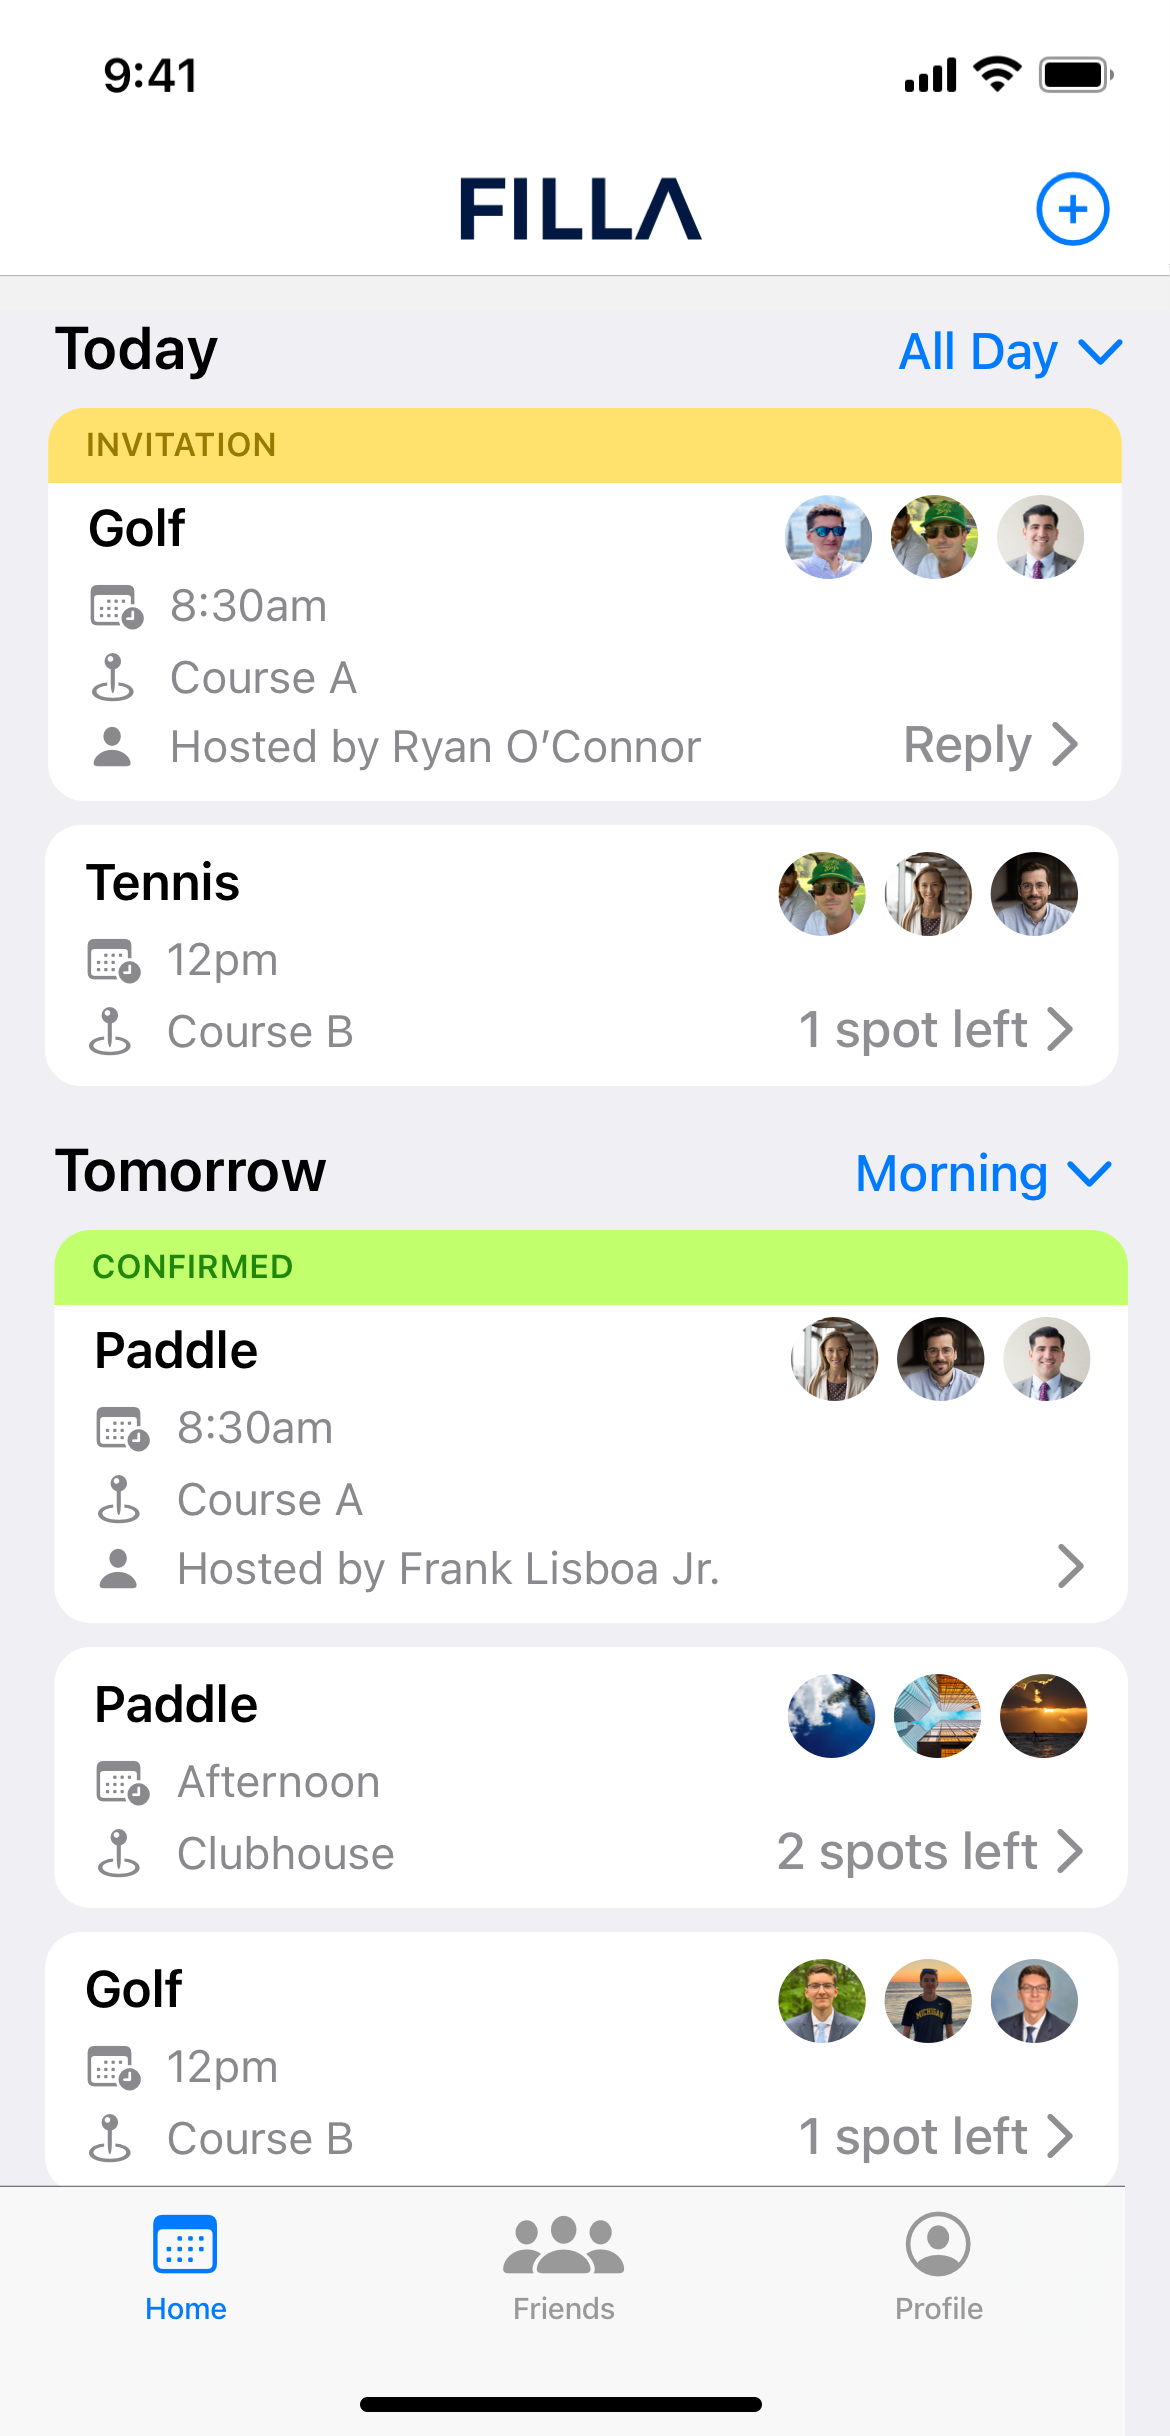 9:41
FILLA
Today
All Day
INVITATION
Golf
8:30am
Course A
Hosted by Ryan O’Connor
Reply
Tennis
12pm
Course B
1 spot left
Tomorrow
Morning
CONFIRMED
Paddle
8:30am
Course A
Hosted by Frank Lisboa Jr.
Paddle
Afternoon
Clubhouse
2 spots left
Golf
MICHIGAN
12pm
Course B
1 spot left
Home
Friends
Profile